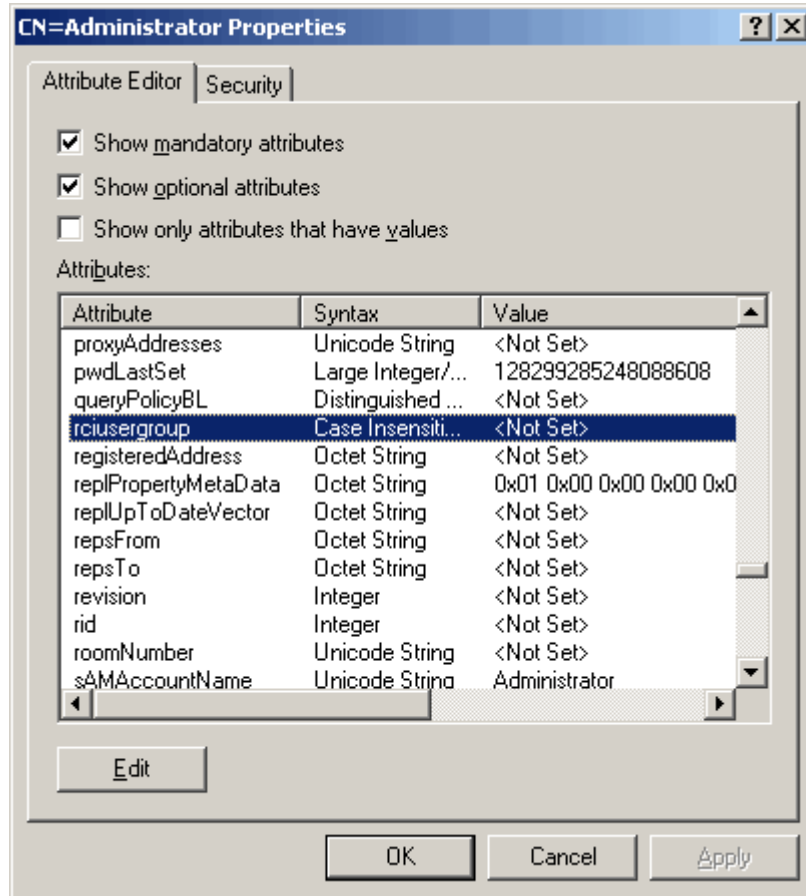 CN=Administrator Properties
Attribute Editor Security
Show mandatory attributes
Show optional attributes
Show only attributes that have values
Attributes:
Attribute Syntax Value
proxyAddresses Unicode String <Not Set>
pwdLastSet Large Integer/... 128299285248088608
queryPolicyBL Distinguished ... <Not Set>
rciusergroup Case Insensiti... <Not Set>
registeredAddress Octet String <Not Set>
replPropertyMetaData Octet String 0x01 0x00 0x00 0x00 0x0
replUpToDateVector Octet String <Not Set>
repsFrom Octet String <Not Set>
repsTo Octet String <Not Set>
revision Integer <Not Set>
rid Integer <Not Set>
roomNumber Unicode String <Not Set>
sAMAccountName Unicode String Administrator
Edit
OK Cancel Apply